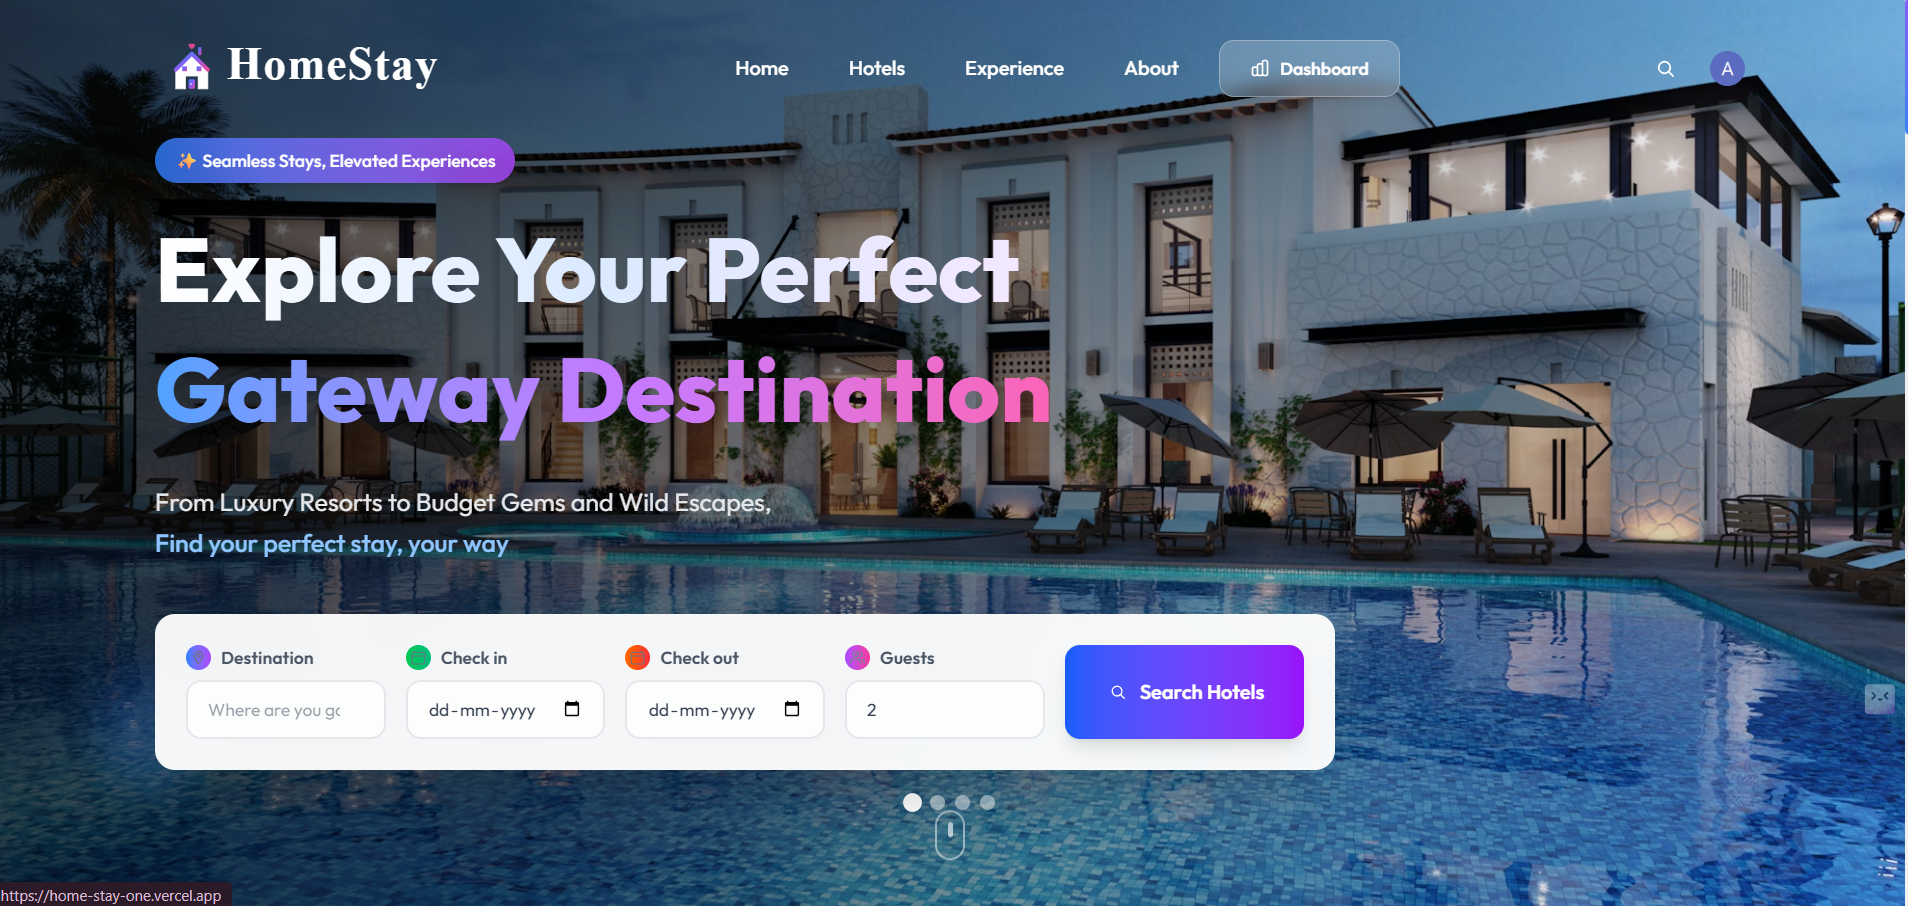 HomeStay
Home
Hotels
Experience
About
Dashboard
A
✨ Seamless Stays, Elevated Experiences
Explore Your Perfect
Gateway Destination
From Luxury Resorts to Budget Gems and Wild Escapes,
Find your perfect stay, your way
Destination
Check in
Check out
Guests
Where are you go
dd-mm-yyyy
dd-mm-yyyy
2
Search Hotels
https://home-stay-one.vercel.app